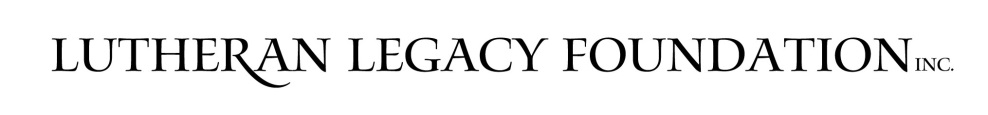 LUTHERAN LEGACY FOUNDATION INC.